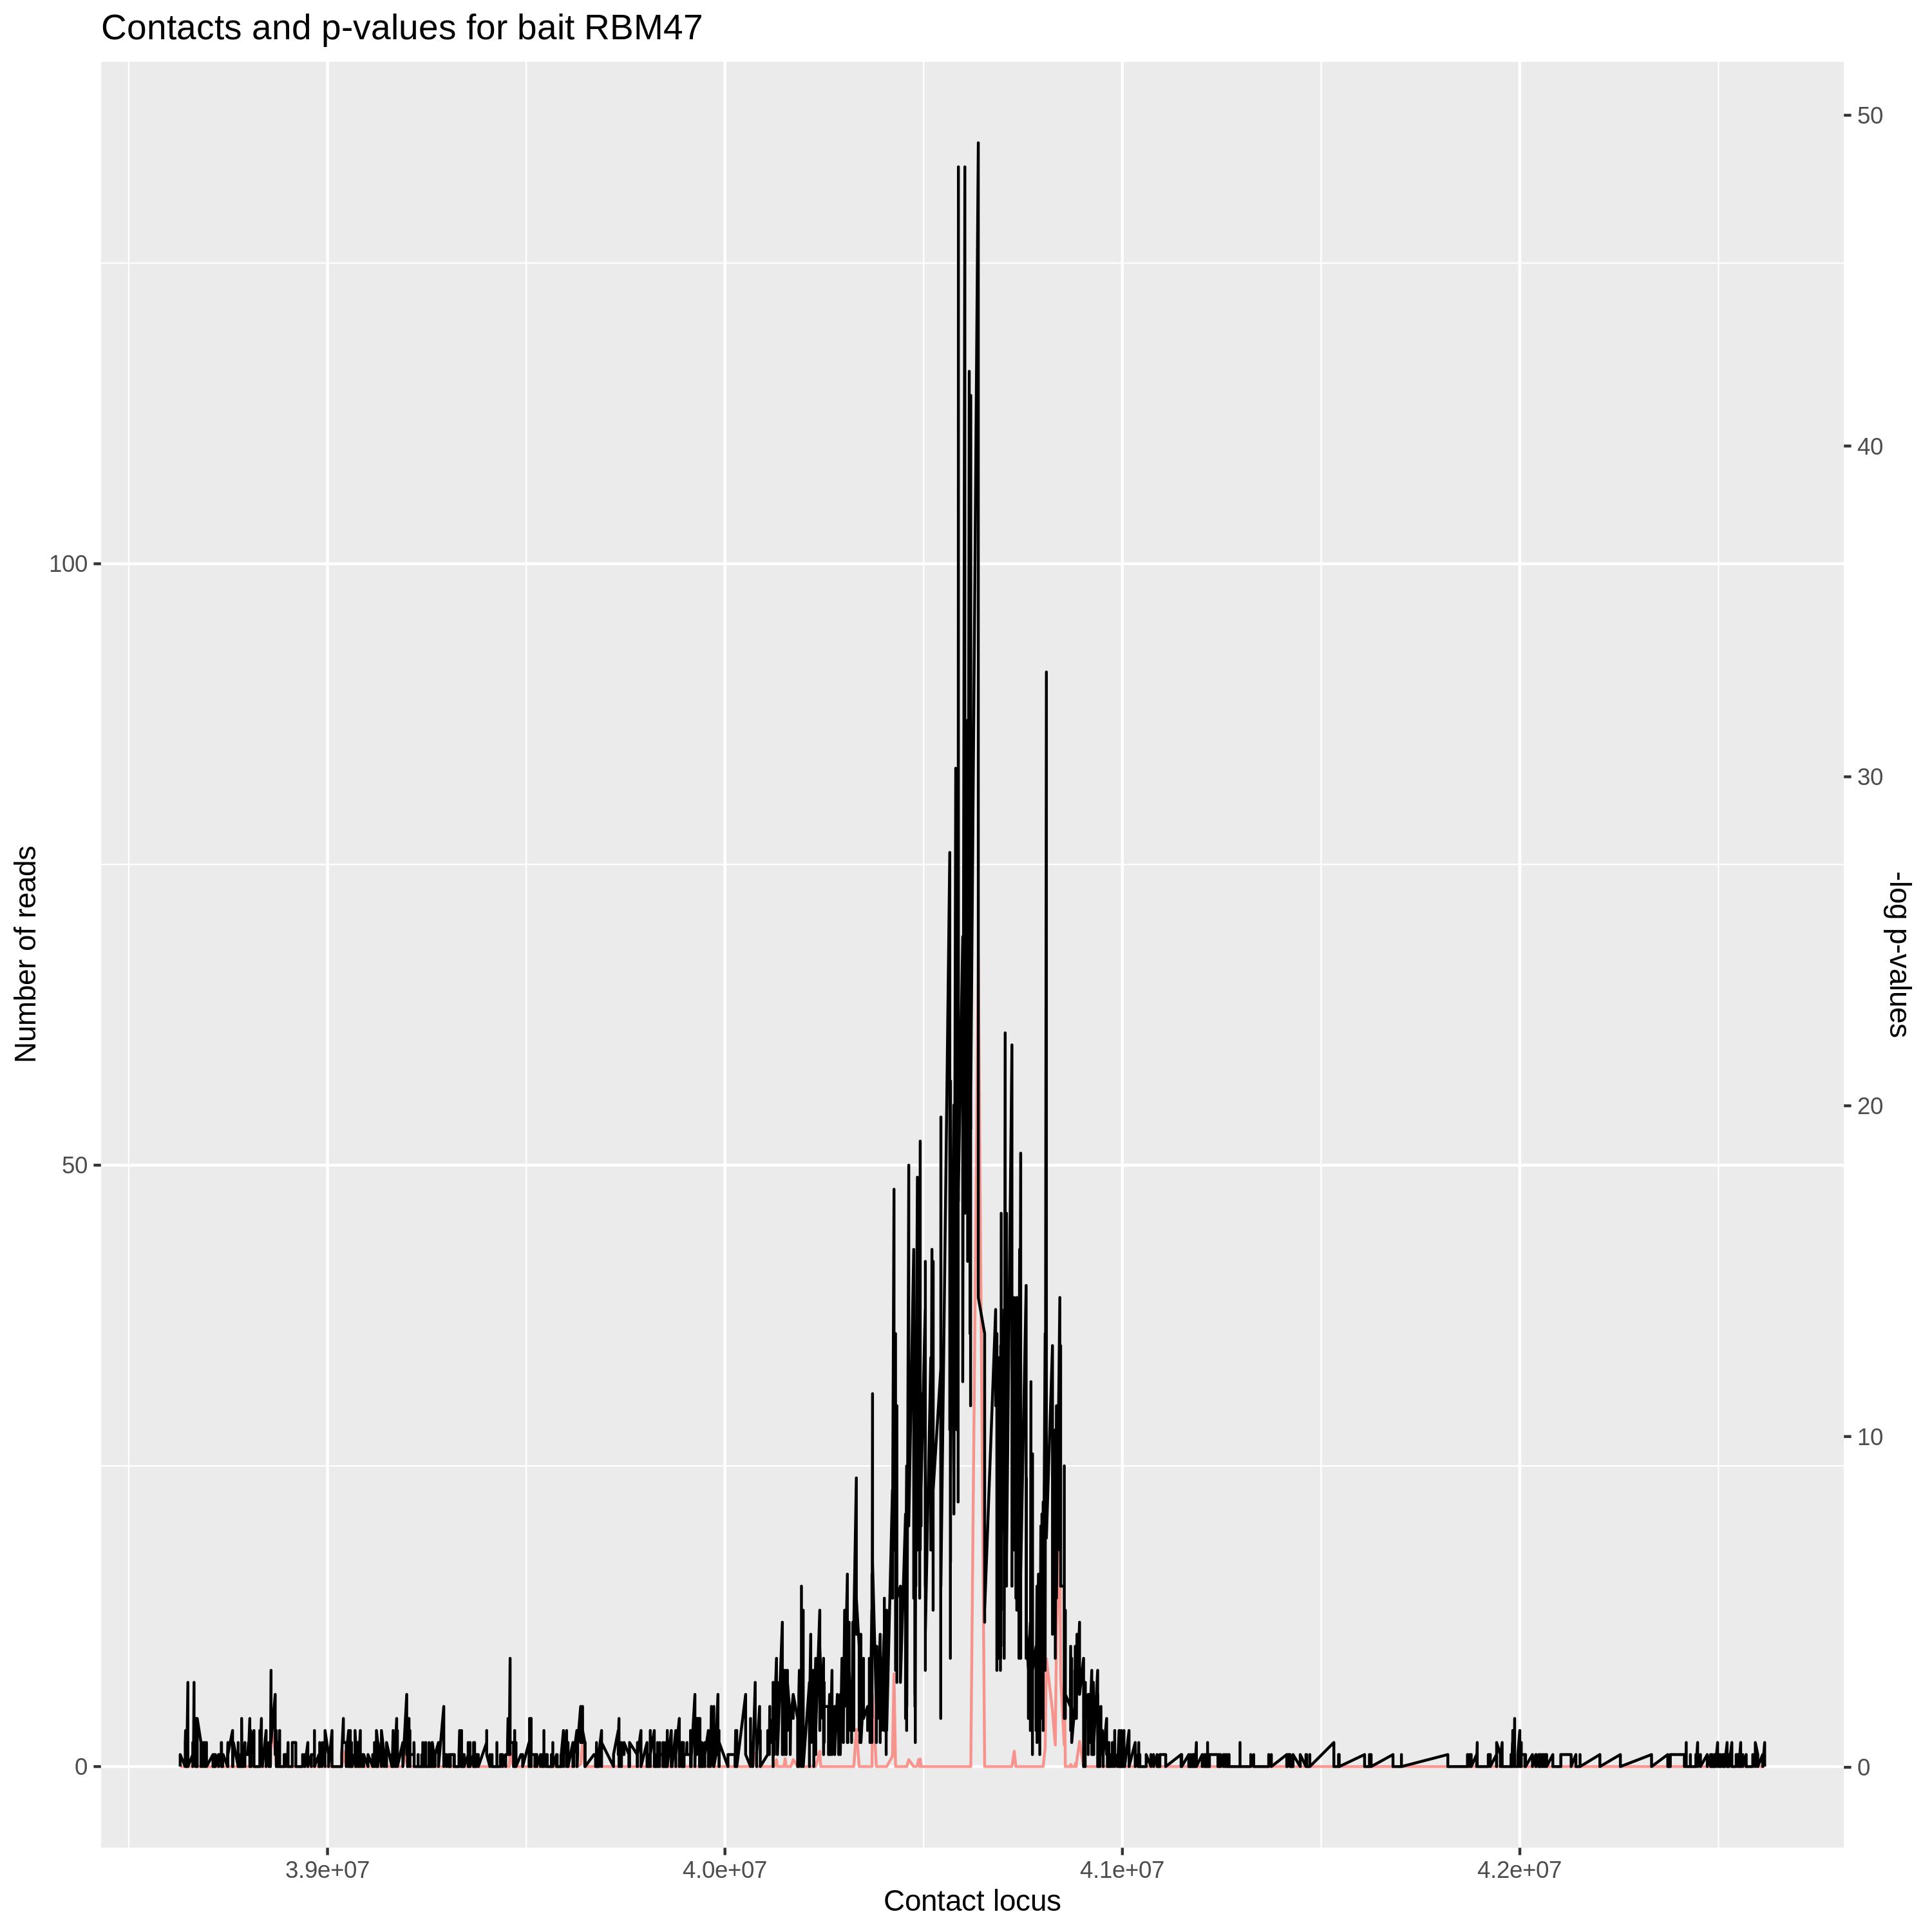 Contacts and p-values for bait RBM47
50
40
100
30
Number of reads
-log p-values
20
50
10
0
0
3.9e+07 4.0e+07 4.1e+07 4.2e+07
Contact locus